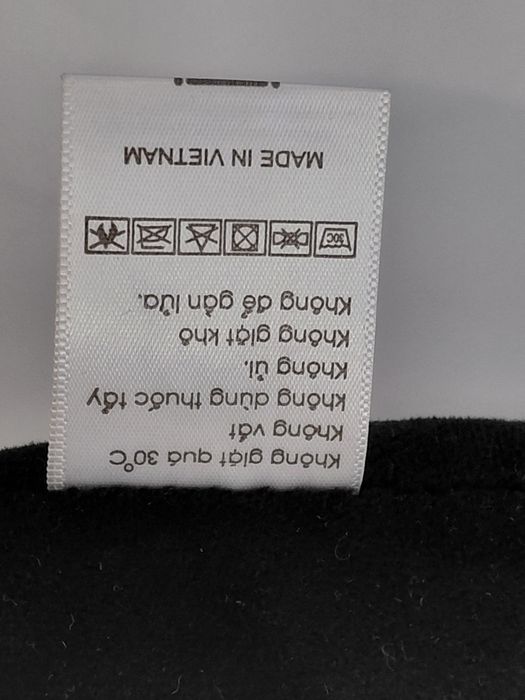 Không giặt quá 30°C
Không vắt
không dùng thuốc tẩy
Không ủi.
Không giặt khô
Không để gần lửa.
30C
MADE IN VIETNAM